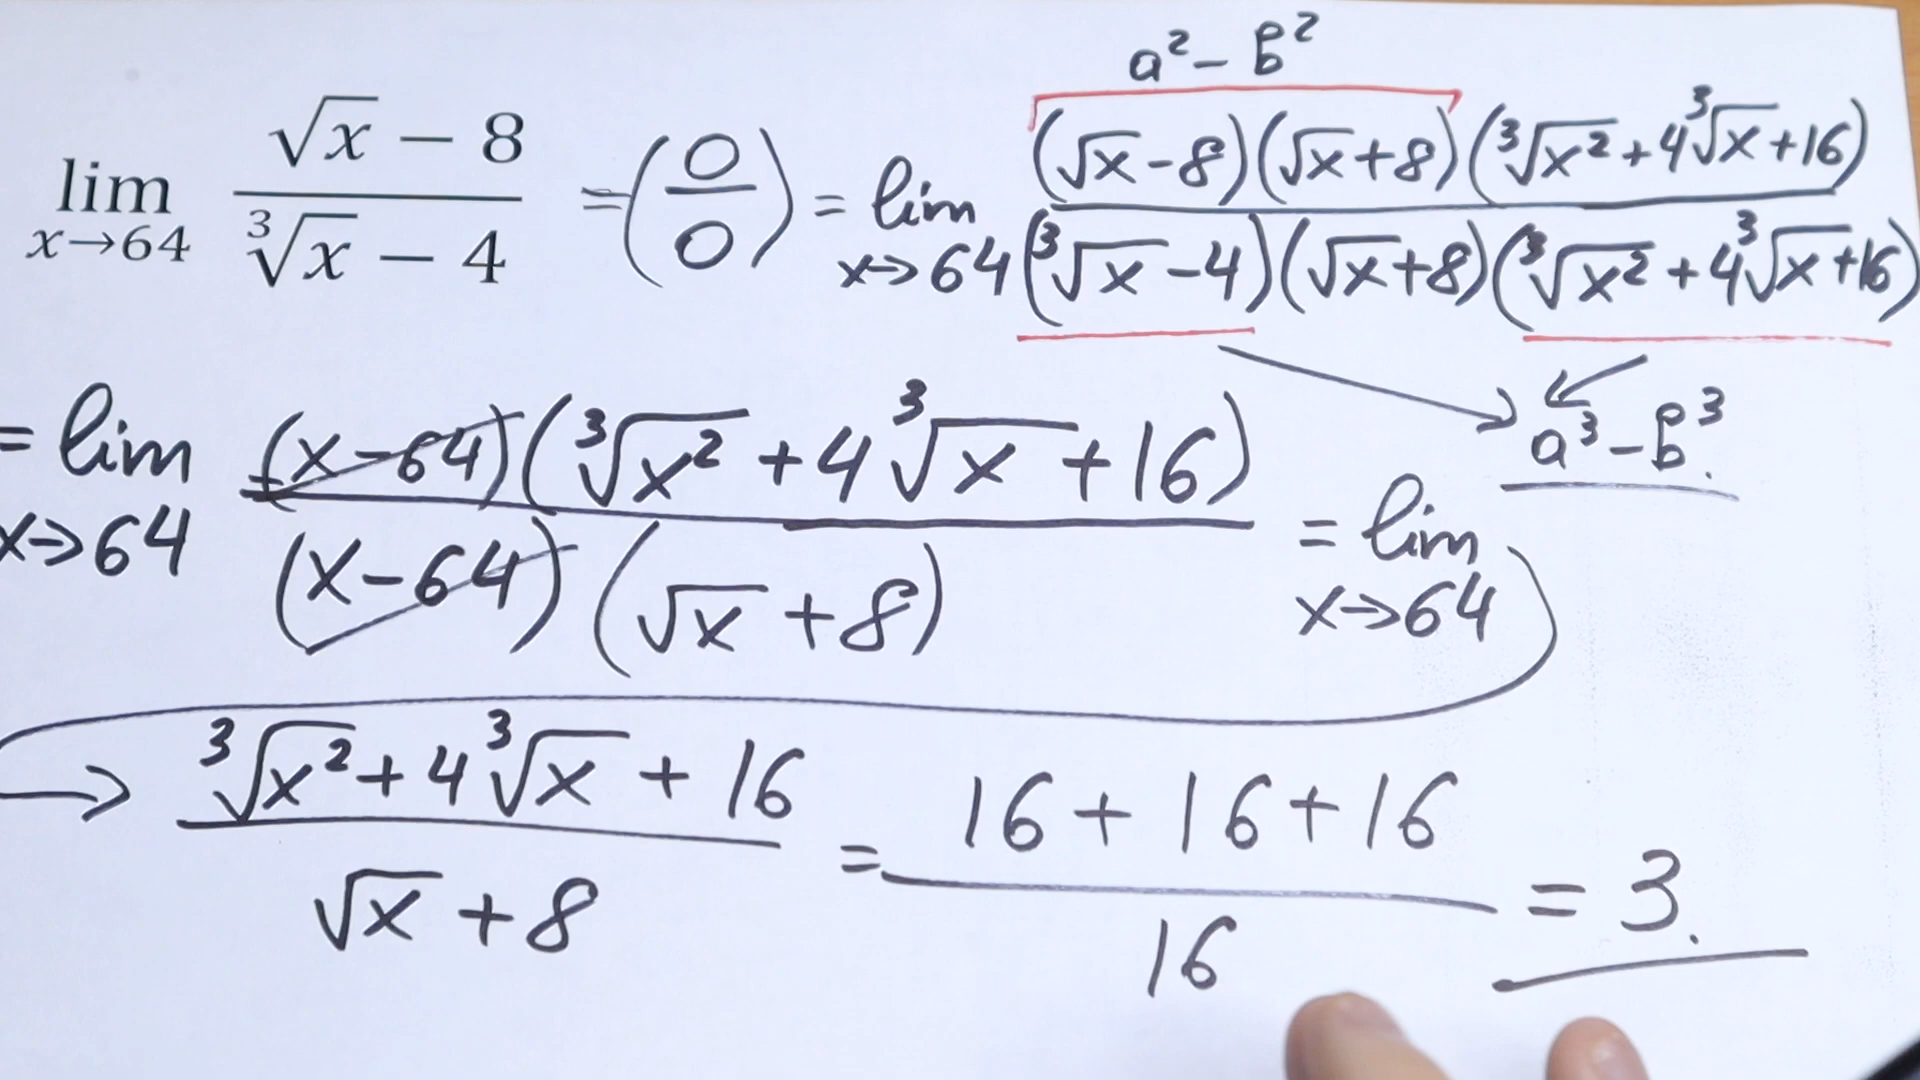 a² - b²
lim x→64 (√x - 8)/(∛x - 4) = (0/0) = lim x→64 ((√x - 8)(√x + 8)(∛x² + 4∛x + 16))/((∛x - 4)(√x + 8)(∛x² + 4∛x + 16))
a³ - b³.
= lim x→64 ((x - 64)(∛x² + 4∛x + 16))/((x - 64)(√x + 8)) = lim x→64
→ (∛x² + 4∛x + 16)/(√x + 8) = (16 + 16 + 16)/16 = 3.